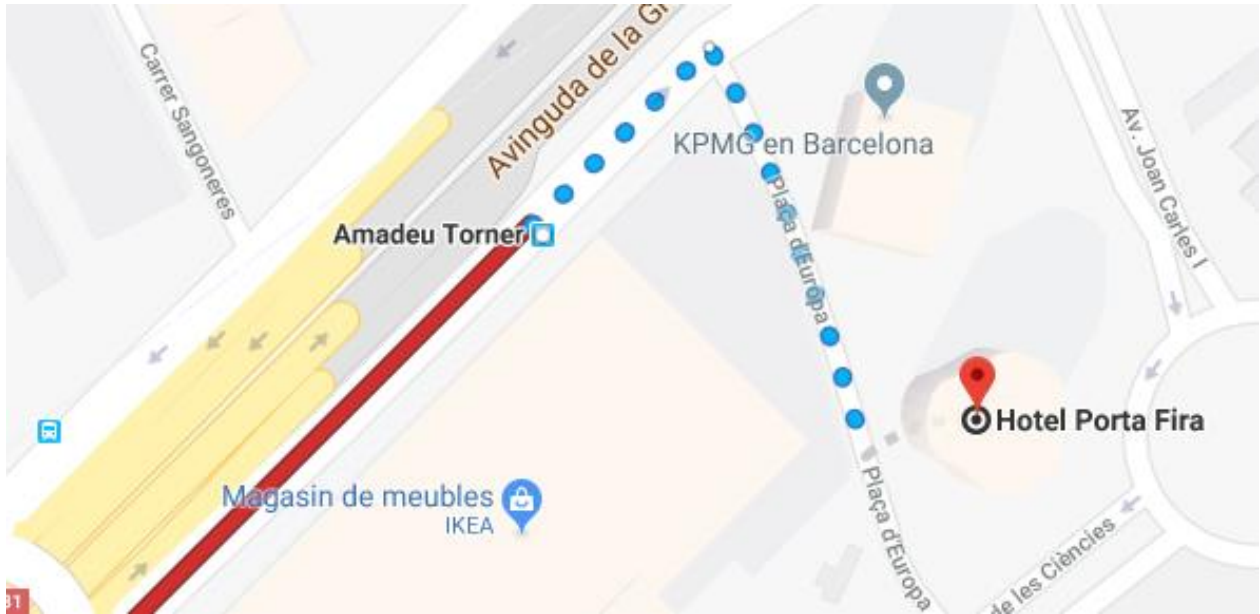 Carrer Sangoneres
Avinguda de la Gr
KPMG en Barcelona
Av. Joan Carles I
Amadeu Torner
Plaça d'Europa
Hotel Porta Fira
Magasin de meubles
IKEA
Plaça d'Europa
de les Ciències
31